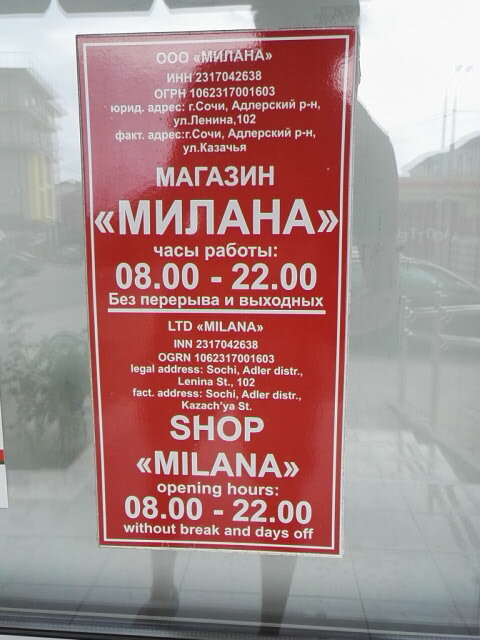 ООО «МИЛАНА»
ИНН 2317042638
ОГРН 1062317001603
юрид. адрес: г.Сочи, Адлерский р-н,
ул.Ленина,102
факт. адрес:г.Сочи, Адлерский р-н,
ул.Казачья
МАГАЗИН
«МИЛАНА»
часы работы:
08.00 - 22.00
Без перерыва и выходных
LTD «MILANA»
INN 2317042638
OGRN 1062317001603
legal address: Sochi, Adler distr.,
Lenina St., 102
fact. address: Sochi, Adler distr.,
Kazach'ya St.
SHOP
«MILANA»
opening hours:
08.00 - 22.00
without break and days off